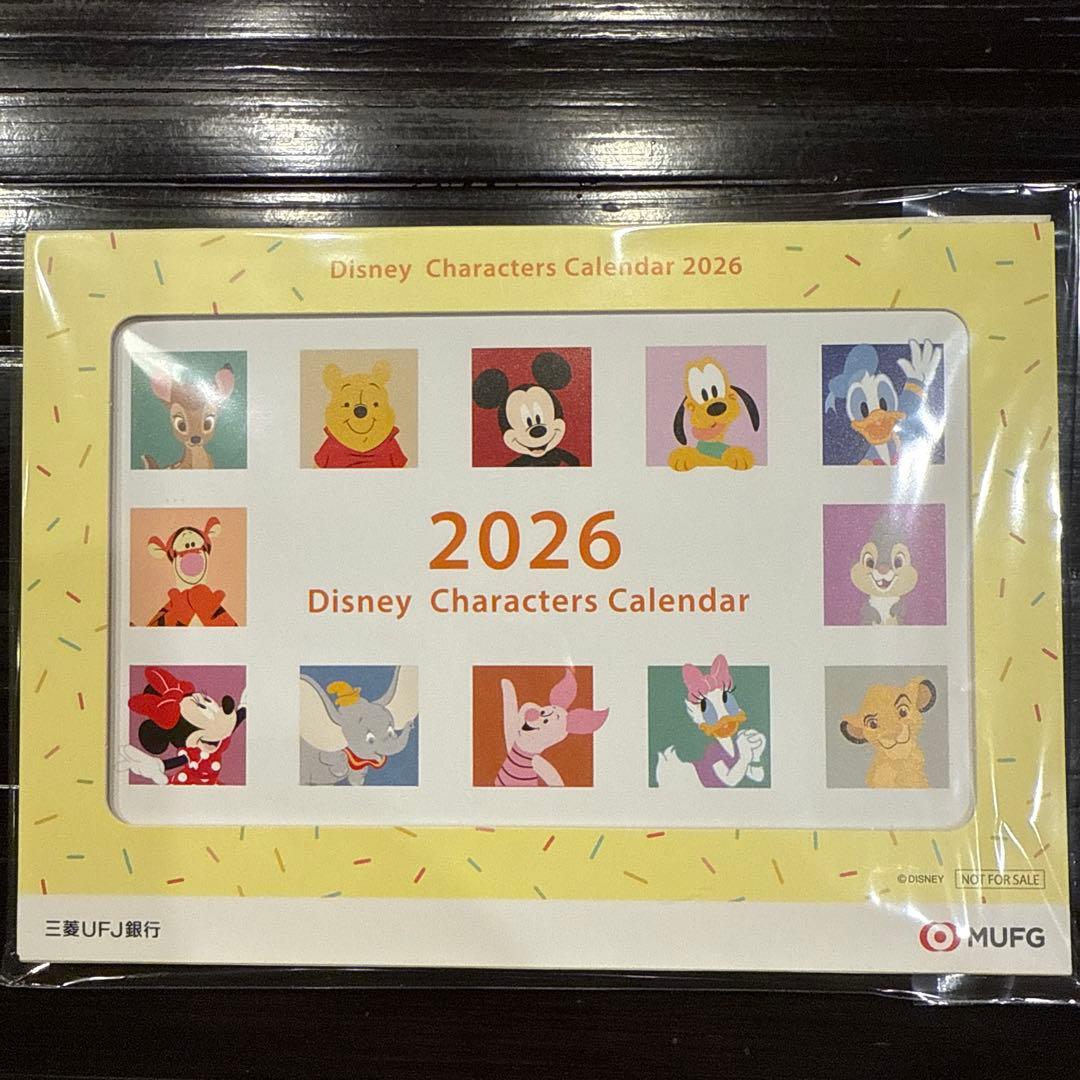 Disney Characters Calendar 2026
2026
Disney Characters Calendar
©DISNEY NOT FOR SALE
三菱UFJ銀行
MUFG